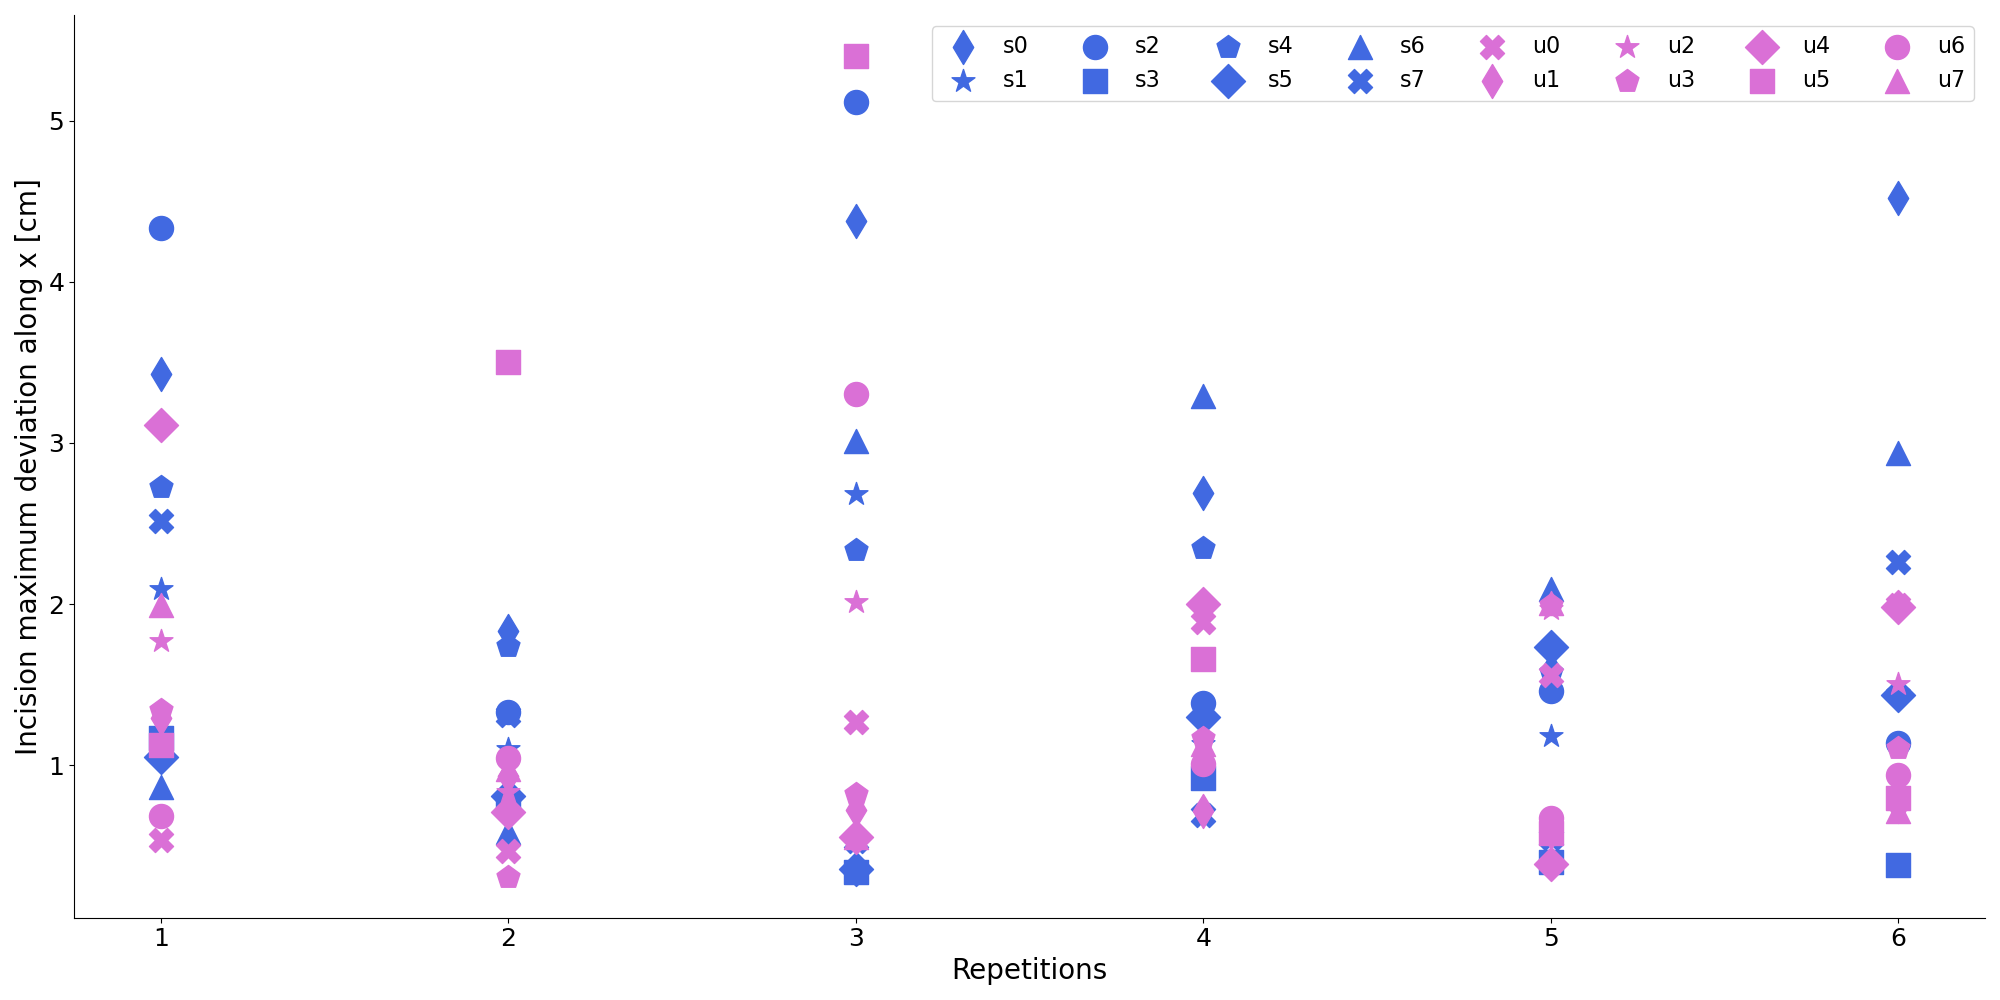 s0 s2 s4 s6 u0 u2 u4 u6
s1 s3 s5 s7 u1 u3 u5 u7
5
4
3
2
1
Incision maximum deviation along x [cm]
1 2 3 4 5 6
Repetitions